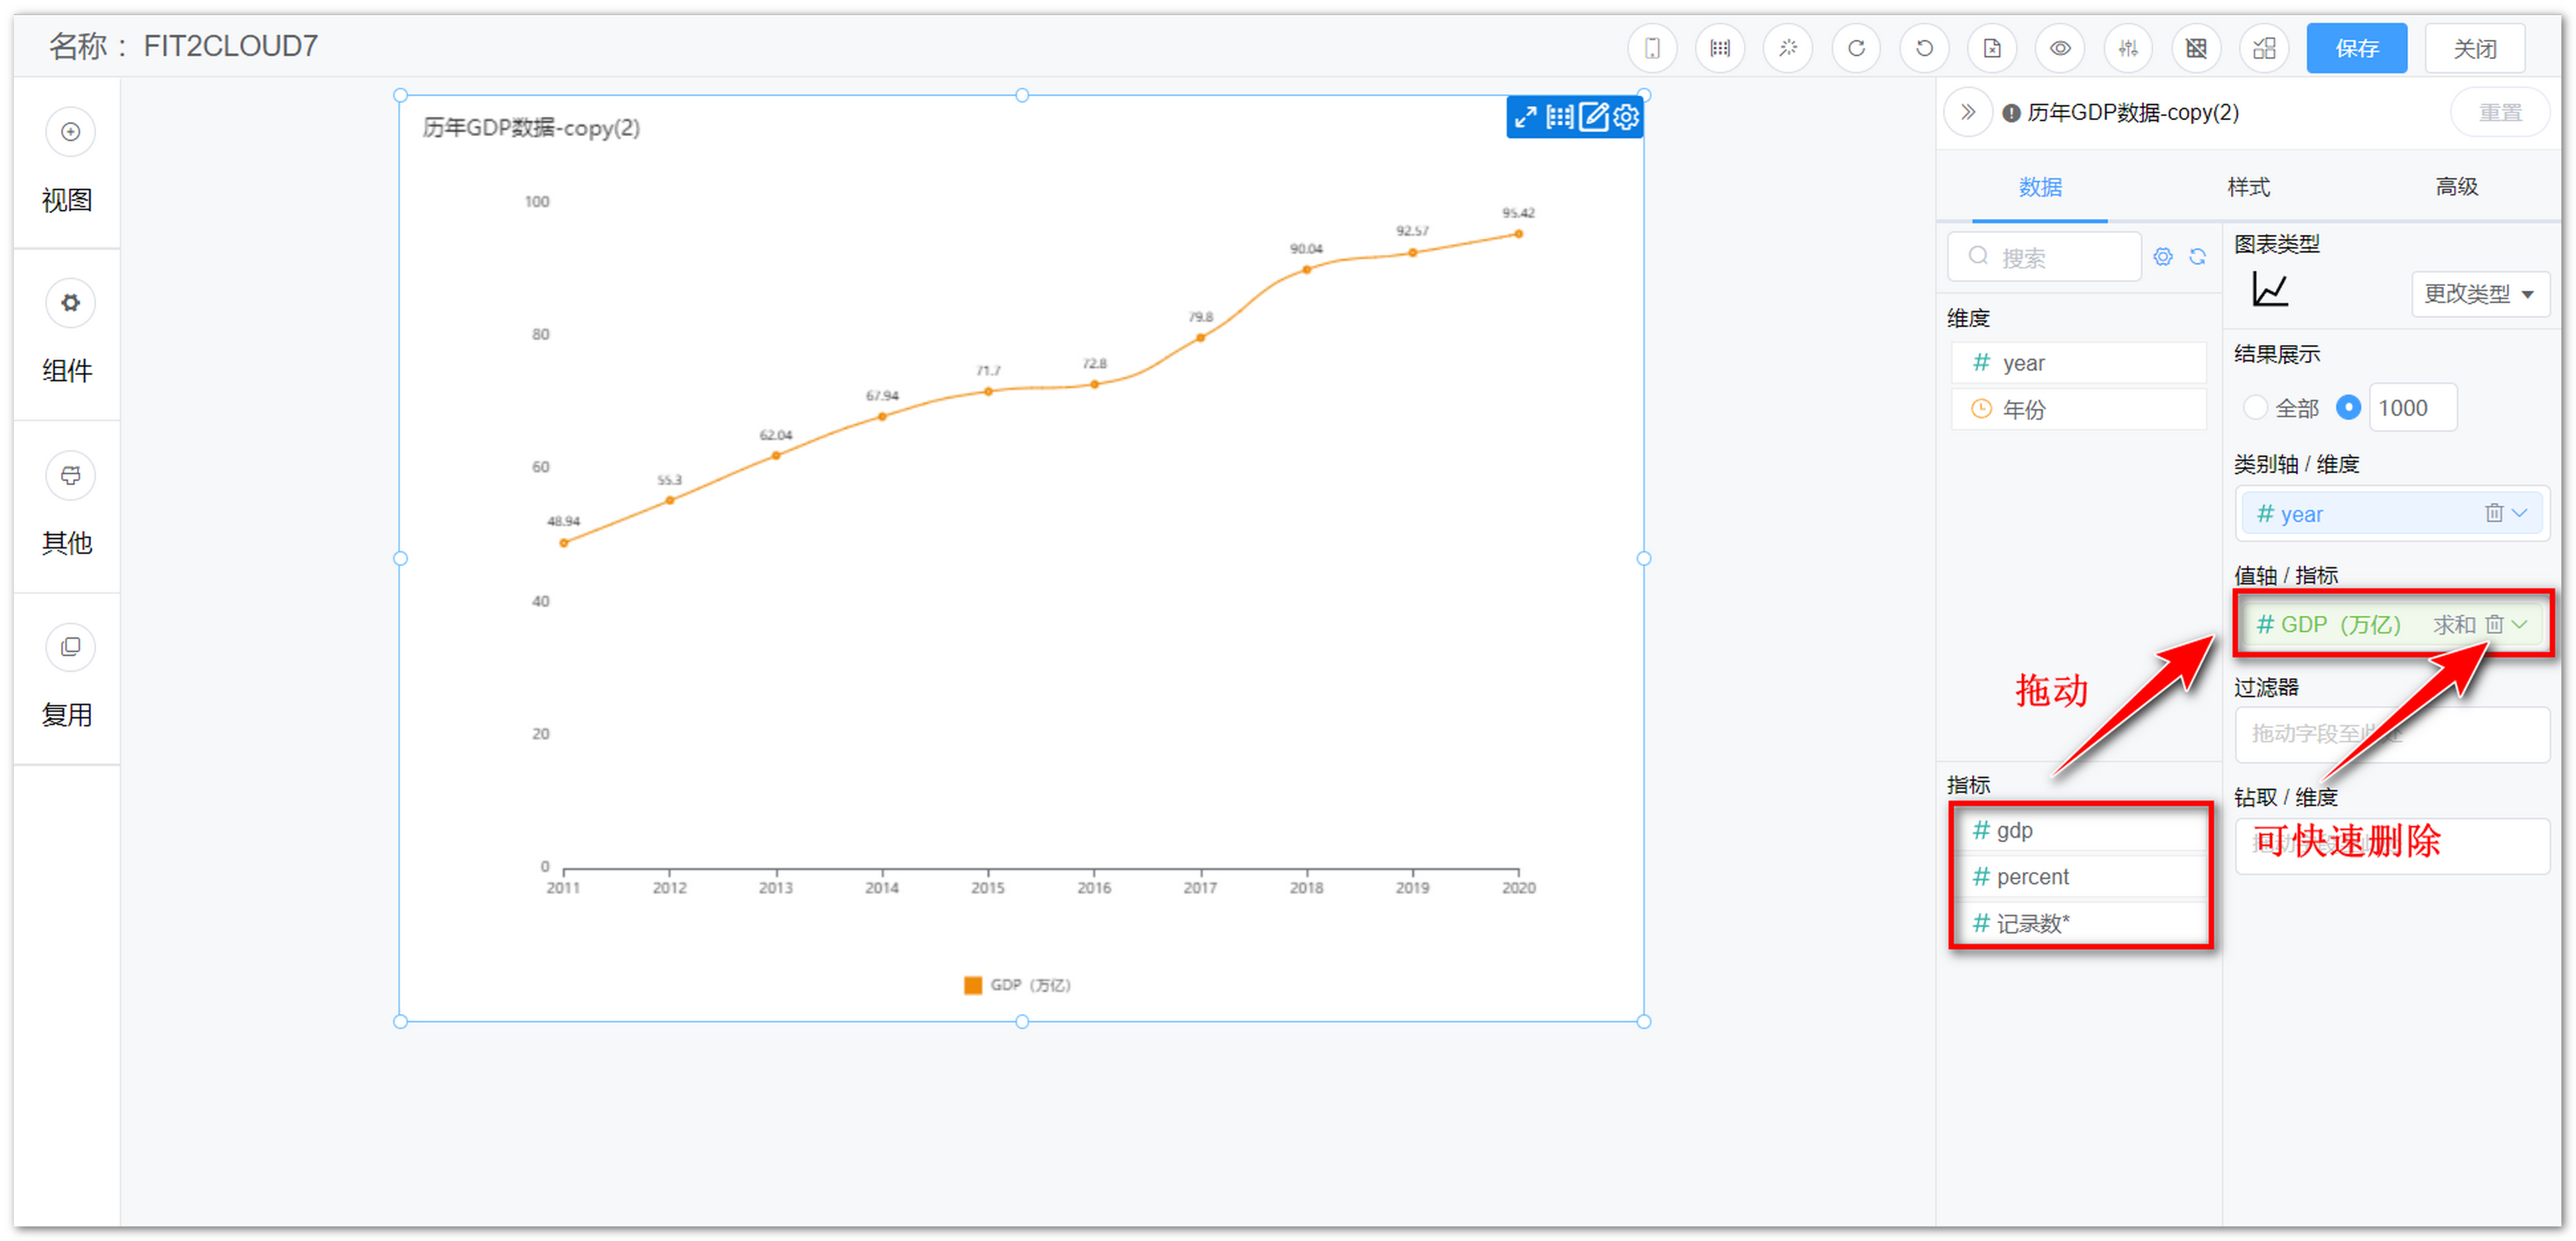 名称： FIT2CLOUD7
保存
关闭
视图
组件
其他
复用
历年GDP数据-copy(2)
100
80
60
40
20
0
48.94
55.3
62.04
67.94
71.7
72.8
79.8
90.04
92.57
95.42
2011
2012
2013
2014
2015
2016
2017
2018
2019
2020
GDP（万亿）
历年GDP数据-copy(2)
重置
数据
样式
高级
搜索
维度
# year
年份
拖动
指标
# gdp
# percent
# 记录数*
图表类型
更改类型
结果展示
全部
1000
类别轴 / 维度
# year
值轴 / 指标
# GDP（万亿） 求和
过滤器
拖动字段至此处
钻取 / 维度
可快速删除